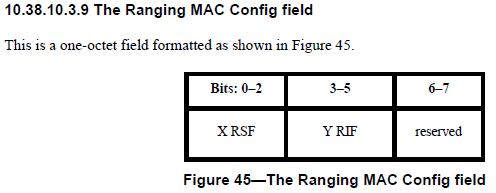 10.38.10.3.9 The Ranging MAC Config field
This is a one-octet field formatted as shown in Figure 45.
Bits: 0–2 3–5 6–7
X RSF Y RIF reserved
Figure 45—The Ranging MAC Config field